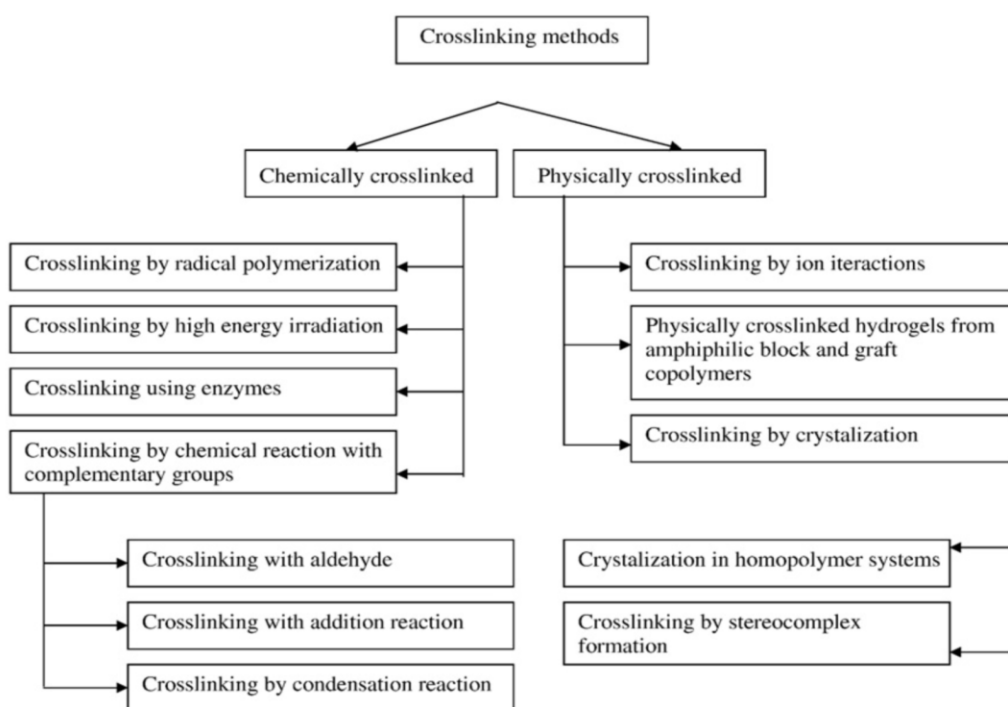 Crosslinking methods
Chemically crosslinked
Physically crosslinked
Crosslinking by radical polymerization
Crosslinking by high energy irradiation
Crosslinking using enzymes
Crosslinking by chemical reaction with
complementary groups
Crosslinking with aldehyde
Crosslinking with addition reaction
Crosslinking by condensation reaction
Crosslinking by ion iteractions
Physically crosslinked hydrogels from
amphiphilic block and graft
copolymers
Crosslinking by crystalization
Crystalization in homopolymer systems
Crosslinking by stereocomplex
formation